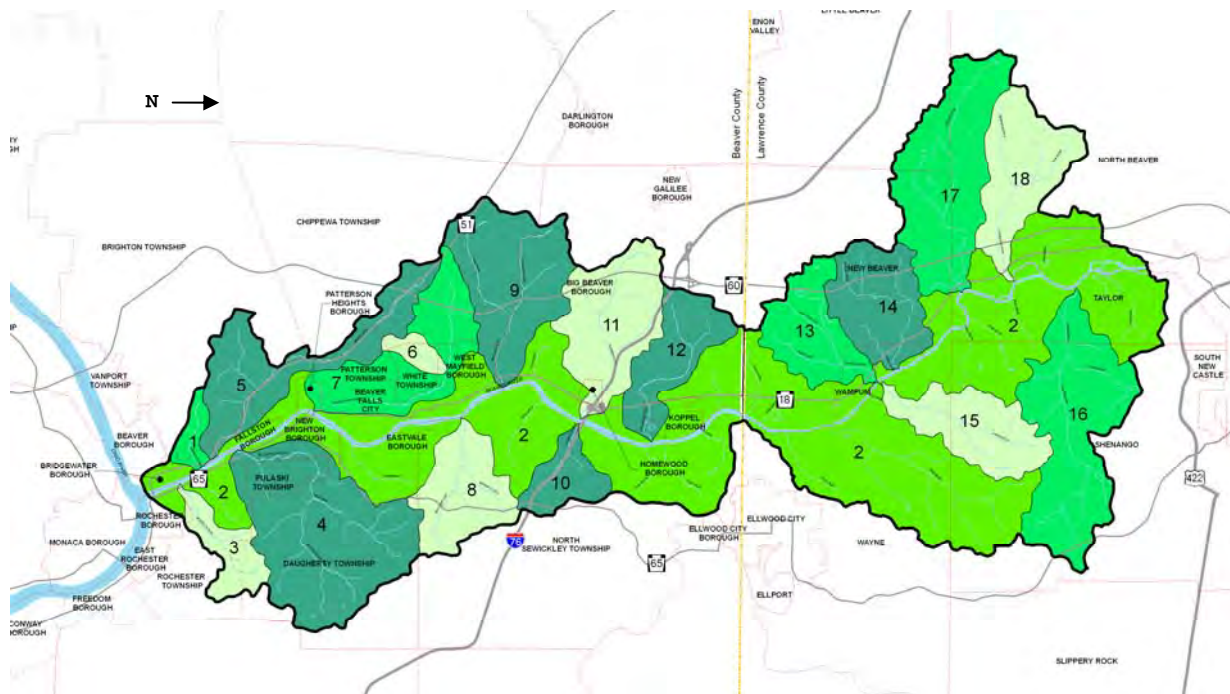 ENON
VALLEY
N
DARLINGTON
BOROUGH
Beaver County
Lawrence County
NORTH BEAVER
18
NEW
GALILEE
BOROUGH
17
CHIPPEWA TOWNSHIP
51
BRIGHTON TOWNSHIP
NEW BEAVER
9
BIG BEAVER
BOROUGH
60
PATTERSON
HEIGHTS
BOROUGH
14
TAYLOR
11
13
2
6
12
WEST
MAYFIELD
BOROUGH
SOUTH
NEW
CASTLE
VANPORT
TOWNSHIP
5
7
PATTERSON
TOWNSHIP
WHITE
TOWNSHIP
BEAVER
FALLS
CITY
18
WAMPUM
KOPPEL
BOROUGH
16
15
FALLSTON
BOROUGH
NEW
BRIGHTON
BOROUGH
EASTVALE
BOROUGH
2
1
BEAVER
BOROUGH
SHENANGO
BRIDGEWATER
BOROUGH
65
HOMEWOOD
BOROUGH
2
422
PULASKI
TOWNSHIP
2
8
10
ROCHESTER
BOROUGH
4
ELLWOOD CITY
BOROUGH
ELLWOOD CITY
MONACA BOROUGH
3
76
NORTH
SEWICKLEY TOWNSHIP
WAYNE
EAST
ROCHESTER
BOROUGH
ROCHESTER
TOWNSHIP
DAUGHERTY TOWNSHIP
65
FREEDOM
BOROUGH
ELLPORT
CONWAY
BOROUGH
SLIPPERY ROCK